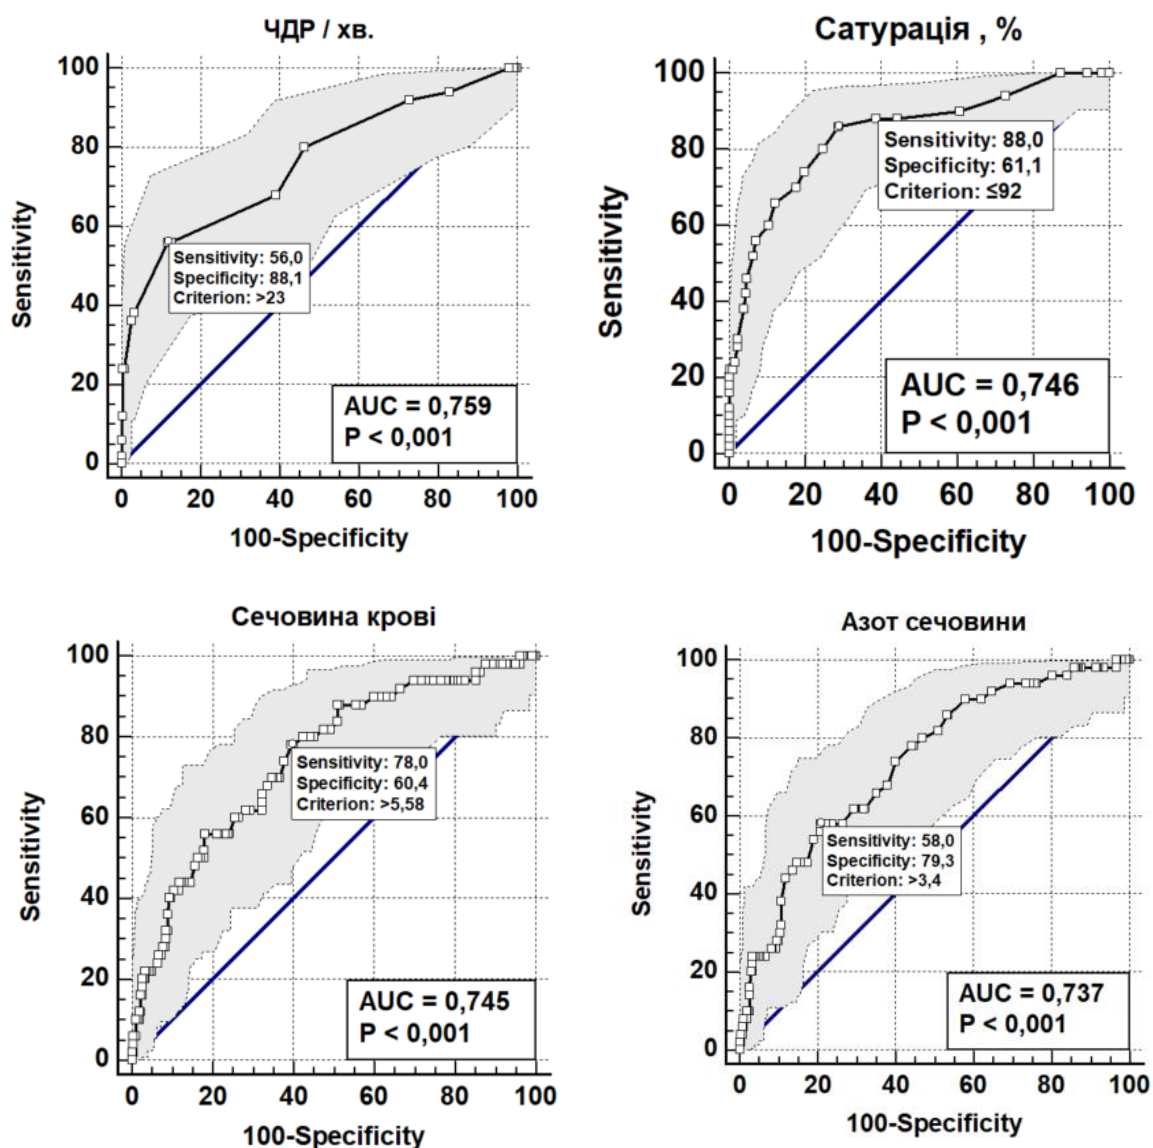 ЧДР / хв.
100
80
60
40
20
0
Sensitivity
Sensitivity: 56,0
Specificity: 88,1
Criterion: >23
AUC = 0,759
P < 0,001
0 20 40 60 80 100
100-Specificity
Сатурація , %
100
80
60
40
20
0
Sensitivity
Sensitivity: 88,0
Specificity: 61,1
Criterion: ≤92
AUC = 0,746
P < 0,001
0 20 40 60 80 100
100-Specificity
Сечовина крові
100
80
60
40
20
0
Sensitivity
Sensitivity: 78,0
Specificity: 60,4
Criterion: >5,58
AUC = 0,745
P < 0,001
0 20 40 60 80 100
100-Specificity
Азот сечовини
100
80
60
40
20
0
Sensitivity
Sensitivity: 58,0
Specificity: 79,3
Criterion: >3,4
AUC = 0,737
P < 0,001
0 20 40 60 80 100
100-Specificity